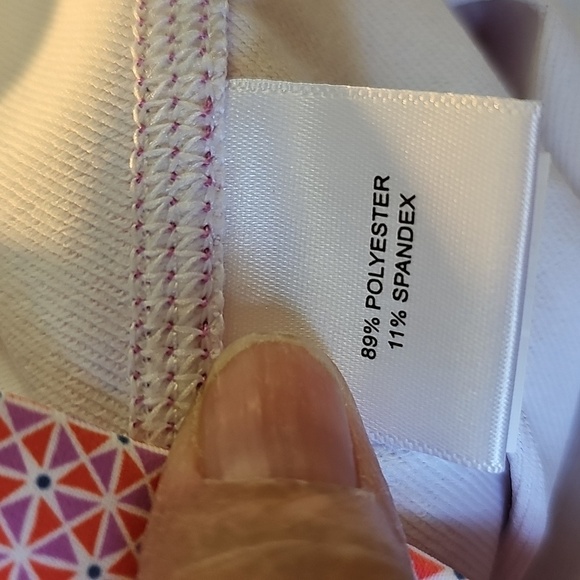 89% POLYESTER
11% SPANDEX